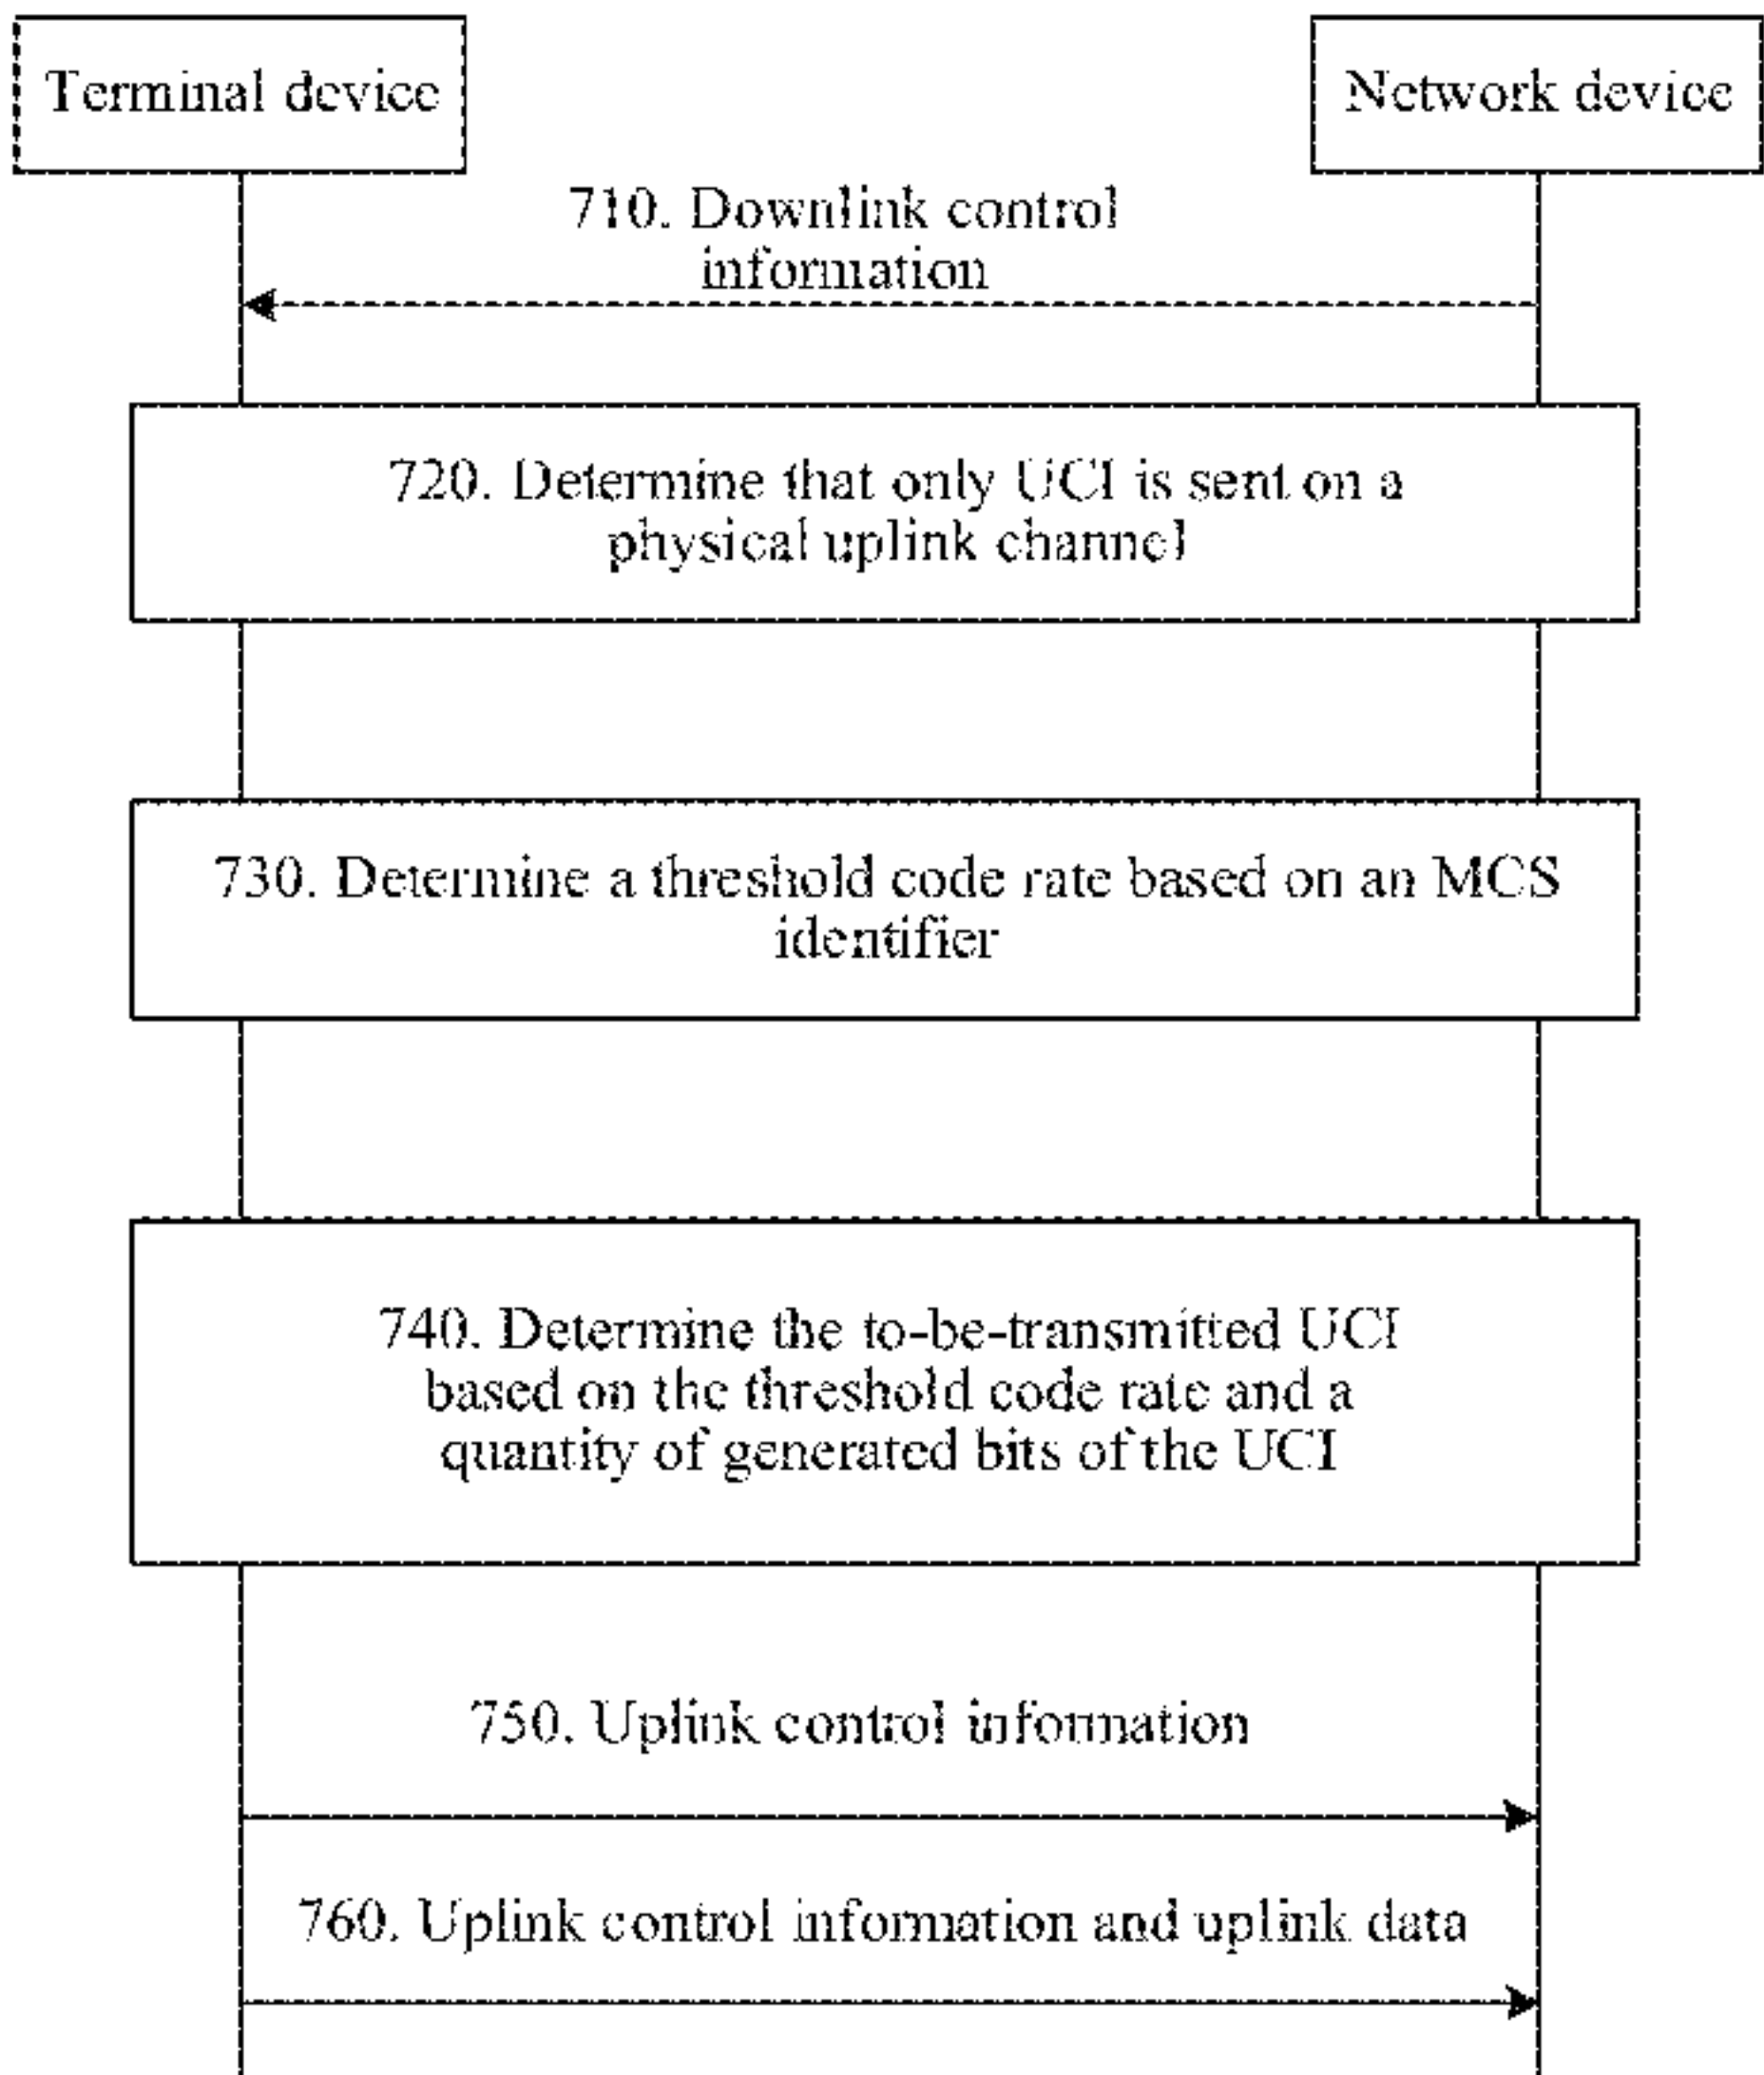 Terminal device
Network device
710. Downlink control
information
720. Determine that only UCI is sent on a
physical uplink channel
730. Determine a threshold code rate based on an MCS
identifier
740. Determine the to-be-transmitted UCI
based on the threshold code rate and a
quantity of generated bits of the UCI
750. Uplink control information
760. Uplink control information and uplink data